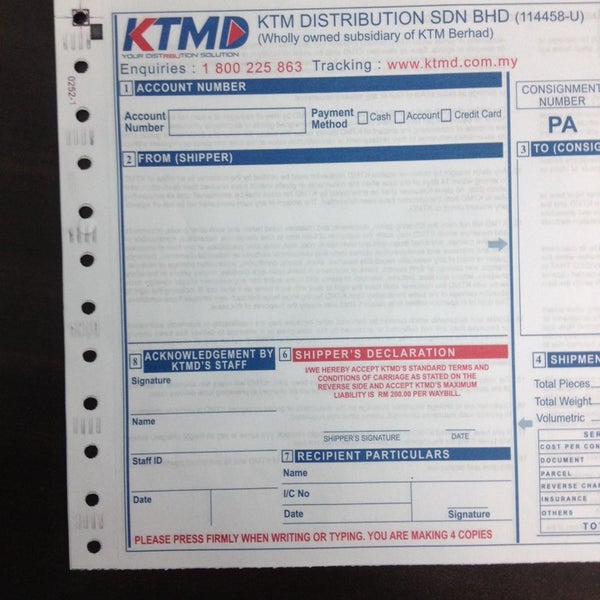 KTMD
YOUR DISTRIBUTION SOLUTION
KTM DISTRIBUTION SDN BHD (114458-U)
(Wholly owned subsidiary of KTM Berhad)
Enquiries : 1 800 225 863 Tracking : www.ktmd.com.my
0252-1
1 ACCOUNT NUMBER
Account Number
Payment Method
Cash
Account
Credit Card
CONSIGNMENT
NUMBER
PA
2 FROM (SHIPPER)
3 TO (CONSIG
8 ACKNOWLEDGEMENT BY
KTMD'S STAFF
Signature
Name
Staff ID
Date
6 SHIPPER'S DECLARATION
I/WE HEREBY ACCEPT KTMD'S STANDARD TERMS AND
CONDITIONS OF CARRIAGE AS STATED ON THE
REVERSE SIDE AND ACCEPT KTMD'S MAXIMUM
LIABILITY IS RM 200.00 PER WAYBILL.
SHIPPER'S SIGNATURE
DATE
7 RECIPIENT PARTICULARS
Name
I/C No
Date
Signature
4 SHIPMEN
Total Pieces
Total Weight
Volumetric
SER
COST PER CON
DOCUMENT
PARCEL
REVERSE CHA
INSURANCE
OTHERS
TO
PLEASE PRESS FIRMLY WHEN WRITING OR TYPING. YOU ARE MAKING 4 COPIES